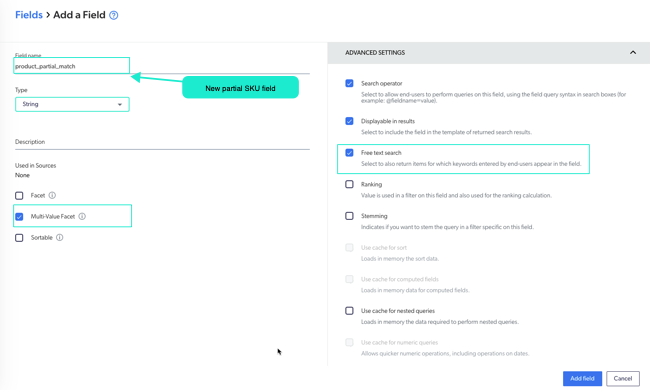 Fields > Add a Field
Field name
product_partial_match
New partial SKU field
Type
String
Description
Used in Sources
None
Facet
Multi-Value Facet
Sortable
ADVANCED SETTINGS
Search operator
Select to allow end-users to perform queries on this field, using the field query syntax in search boxes (for
example: @fieldname=value).
Displayable in results
Select to include the field in the template of returned search results.
Free text search
Select to also return items for which keywords entered by end-users appear in the field.
Ranking
Value is used in a filter on this field and also used for the ranking calculation.
Stemming
Indicates if you want to stem the query in a filter specific on this field.
Use cache for sort
Loads in memory the sort data.
Use cache for computed fields
Loads in memory data for computed fields.
Use cache for nested queries
Loads in memory the data required to perform nested queries.
Use cache for numeric queries
Allows quicker numeric operations, including operations on dates.
Add field
Cancel